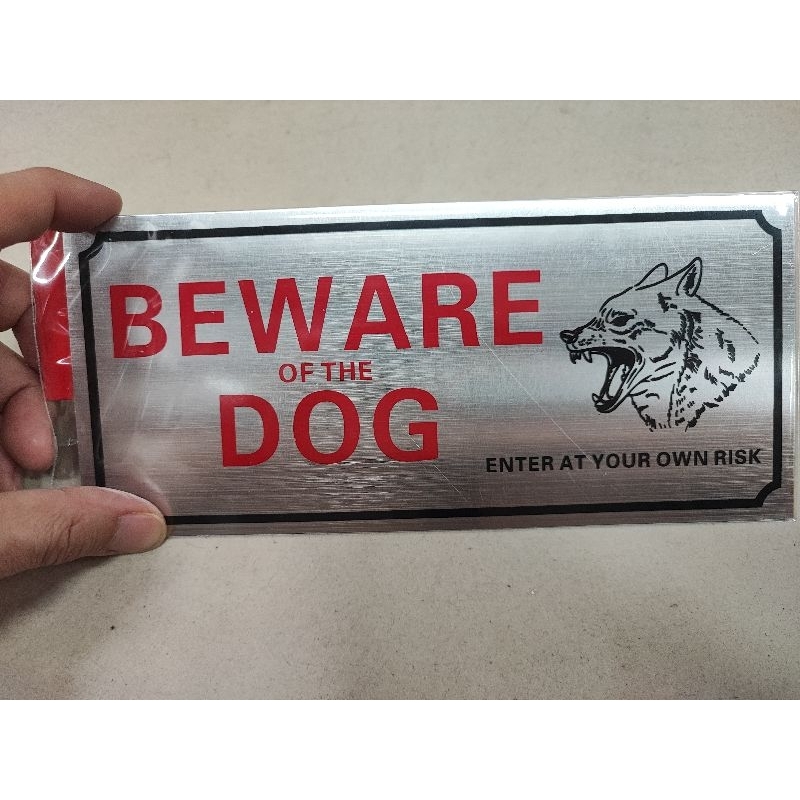 BEWARE
OF THE
DOG
ENTER AT YOUR OWN RISK